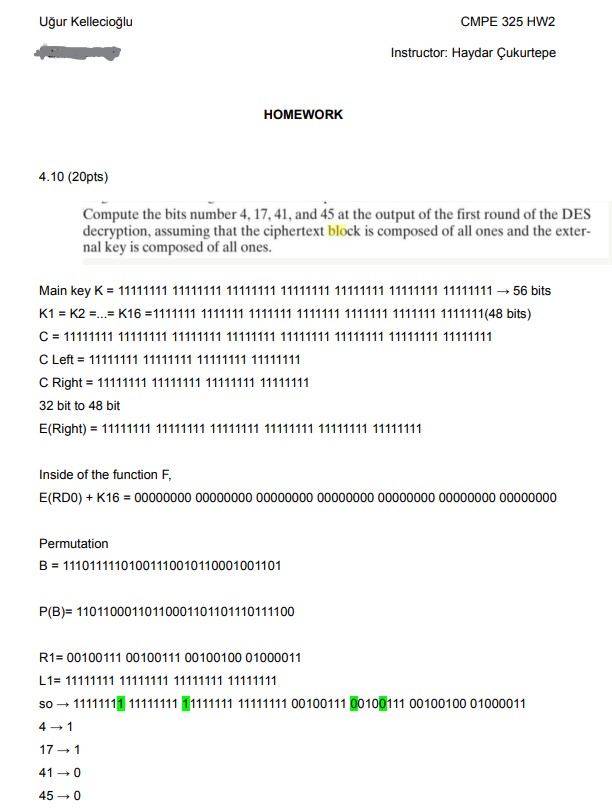 Uğur Kellecioğlu CMPE 325 HW2
Instructor: Haydar Çukurtepe
HOMEWORK
4.10 (20pts)
Compute the bits number 4, 17, 41, and 45 at the output of the first round of the DES
decryption, assuming that the ciphertext block is composed of all ones and the exter-
nal key is composed of all ones.
Main key K = 11111111 11111111 11111111 11111111 11111111 11111111 11111111 → 56 bits
K1 = K2 =...= K16 =1111111 1111111 1111111 1111111 1111111 1111111 1111111(48 bits)
C = 11111111 11111111 11111111 11111111 11111111 11111111 11111111 11111111
C Left = 11111111 11111111 11111111 11111111
C Right = 11111111 11111111 11111111 11111111
32 bit to 48 bit
E(Right) = 11111111 11111111 11111111 11111111 11111111 11111111
Inside of the function F,
E(RD0) + K16 = 00000000 00000000 00000000 00000000 00000000 00000000 00000000
Permutation
B = 11101111101001110010110001001101
P(B)= 11011000110110001101101110111100
R1= 00100111 00100111 00100100 01000011
L1= 11111111 11111111 11111111 11111111
so → 11111111 11111111 11111111 11111111 00100111 00100111 00100100 01000011
4 → 1
17 → 1
41 → 0
45 → 0